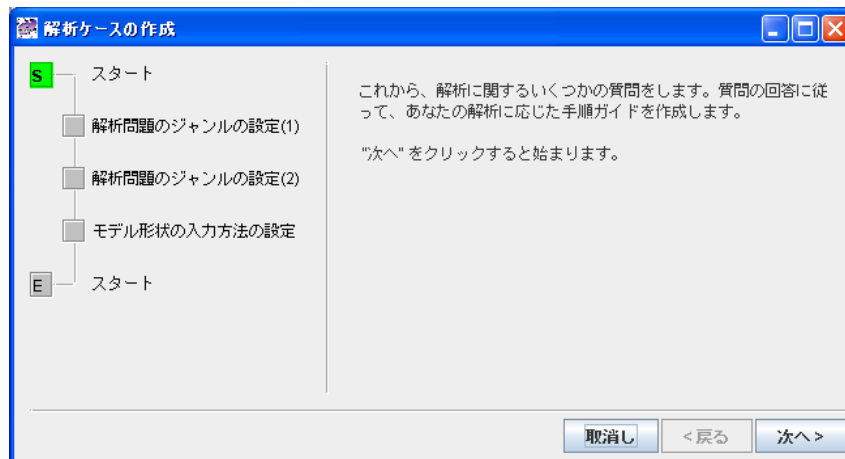 解析ケースの作成
S スタート
解析問題のジャンルの設定(1)
解析問題のジャンルの設定(2)
モデル形状の入力方法の設定
E スタート
これから、解析に関するいくつかの質問をします。質問の回答に従
って、あなたの解析に応じた手順ガイドを作成します。
"次へ" をクリックすると始まります。
取消し
<戻る
次へ>